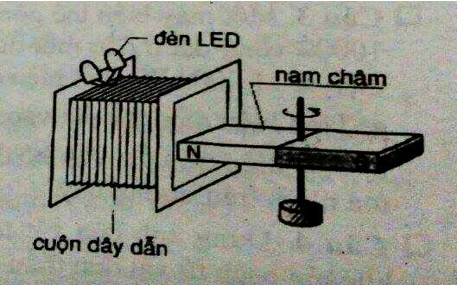 đèn LED
nam châm
N
cuộn dây dẫn